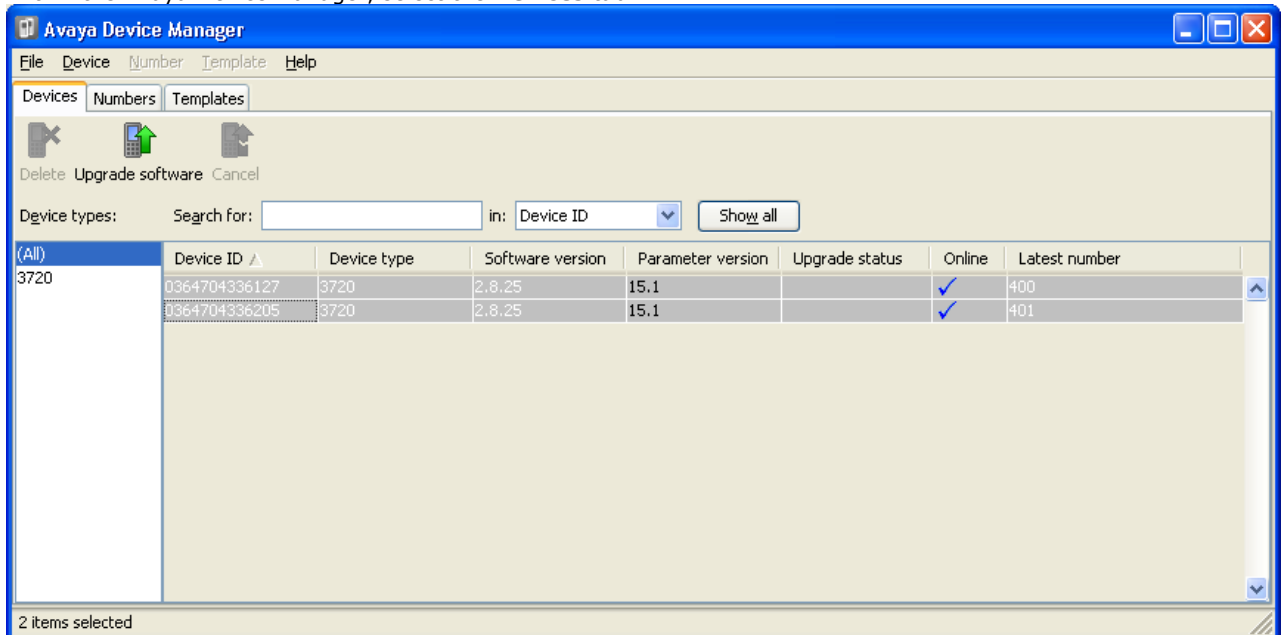 Avaya Device Manager
File Device Number Template Help
Devices Numbers Templates
Delete Upgrade software Cancel
Device types: Search for: in: Device ID Show all
(All) Device ID Device type Software version Parameter version Upgrade status Online Latest number
3720 0364704336127 3720 2.8.25 15.1 400
0364704336205 3720 2.8.25 15.1 401
2 items selected